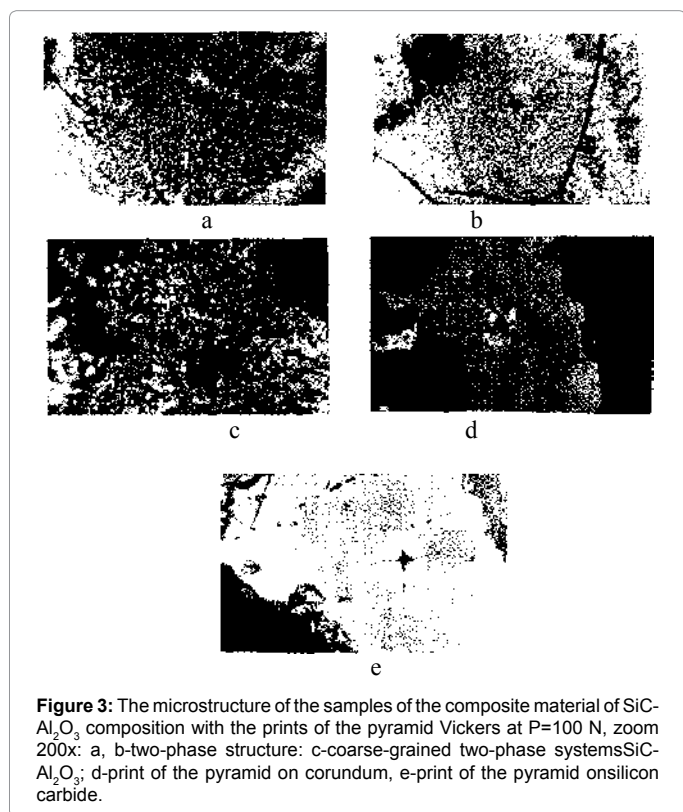 a
b
c
d
e
Figure 3: The microstructure of the samples of the composite material of SiC-
Al₂O₃ composition with the prints of the pyramid Vickers at P=100 N, zoom
200x: a, b-two-phase structure: c-coarse-grained two-phase systemsSiC-
Al₂O₃; d-print of the pyramid on corundum, e-print of the pyramid onsilicon
carbide.